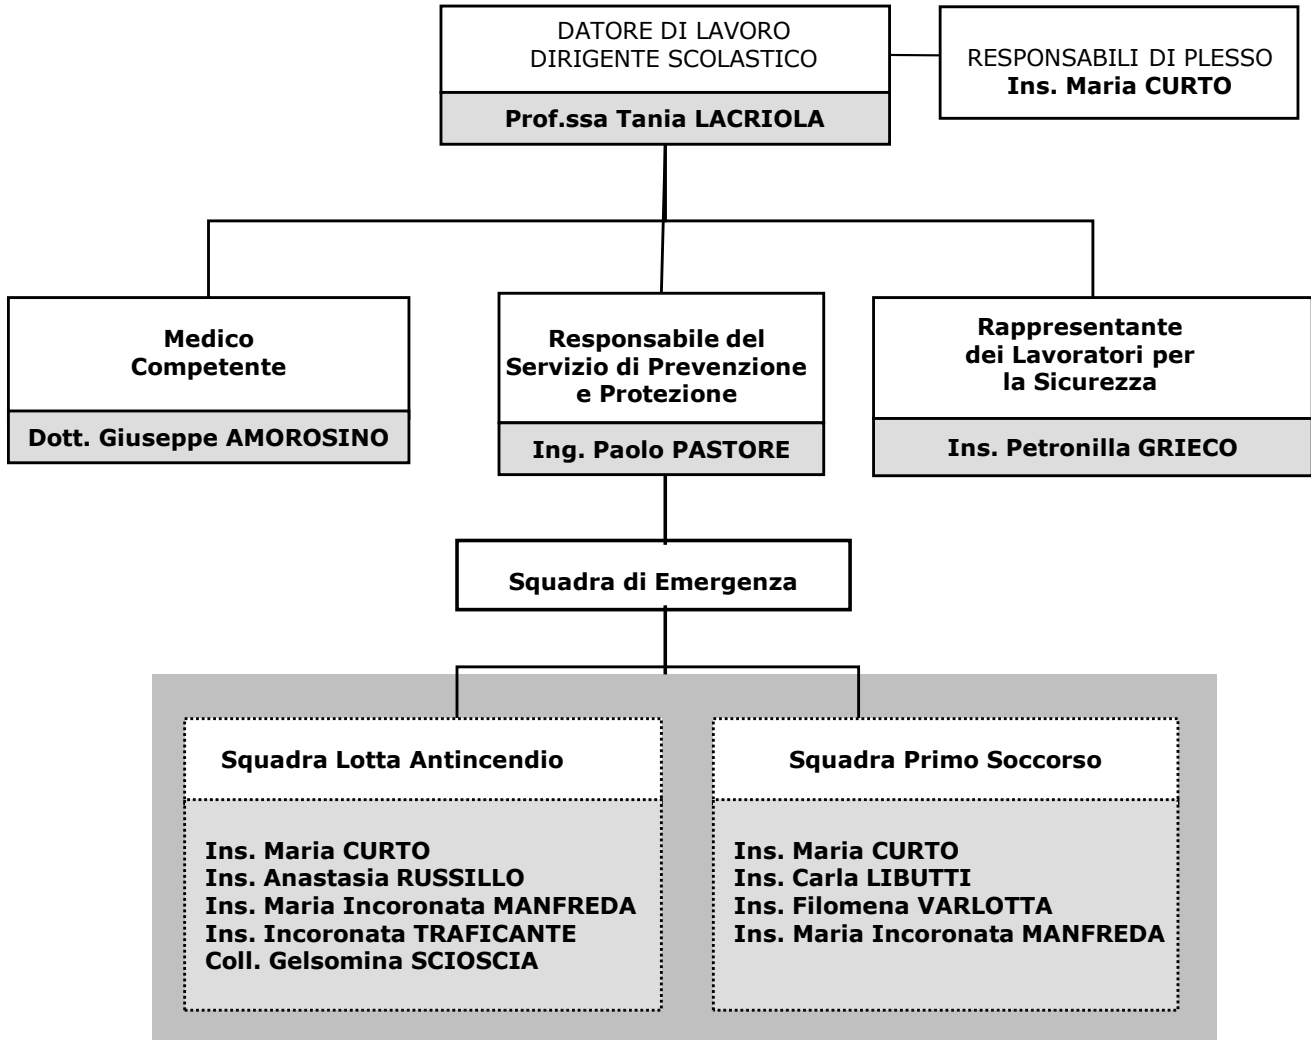 DATORE DI LAVORO
DIRIGENTE SCOLASTICO
Prof.ssa Tania LACRIOLA
RESPONSABILI DI PLESSO
Ins. Maria CURTO
Medico
Competente
Dott. Giuseppe AMOROSINO
Responsabile del
Servizio di Prevenzione
e Protezione
Ing. Paolo PASTORE
Rappresentante
dei Lavoratori per
la Sicurezza
Ins. Petronilla GRIECO
Squadra di Emergenza
Squadra Lotta Antincendio
Ins. Maria CURTO
Ins. Anastasia RUSSILLO
Ins. Maria Incoronata MANFREDA
Ins. Incoronata TRAFICANTE
Coll. Gelsomina SCIOSCIA
Squadra Primo Soccorso
Ins. Maria CURTO
Ins. Carla LIBUTTI
Ins. Filomena VARLOTTA
Ins. Maria Incoronata MANFREDA